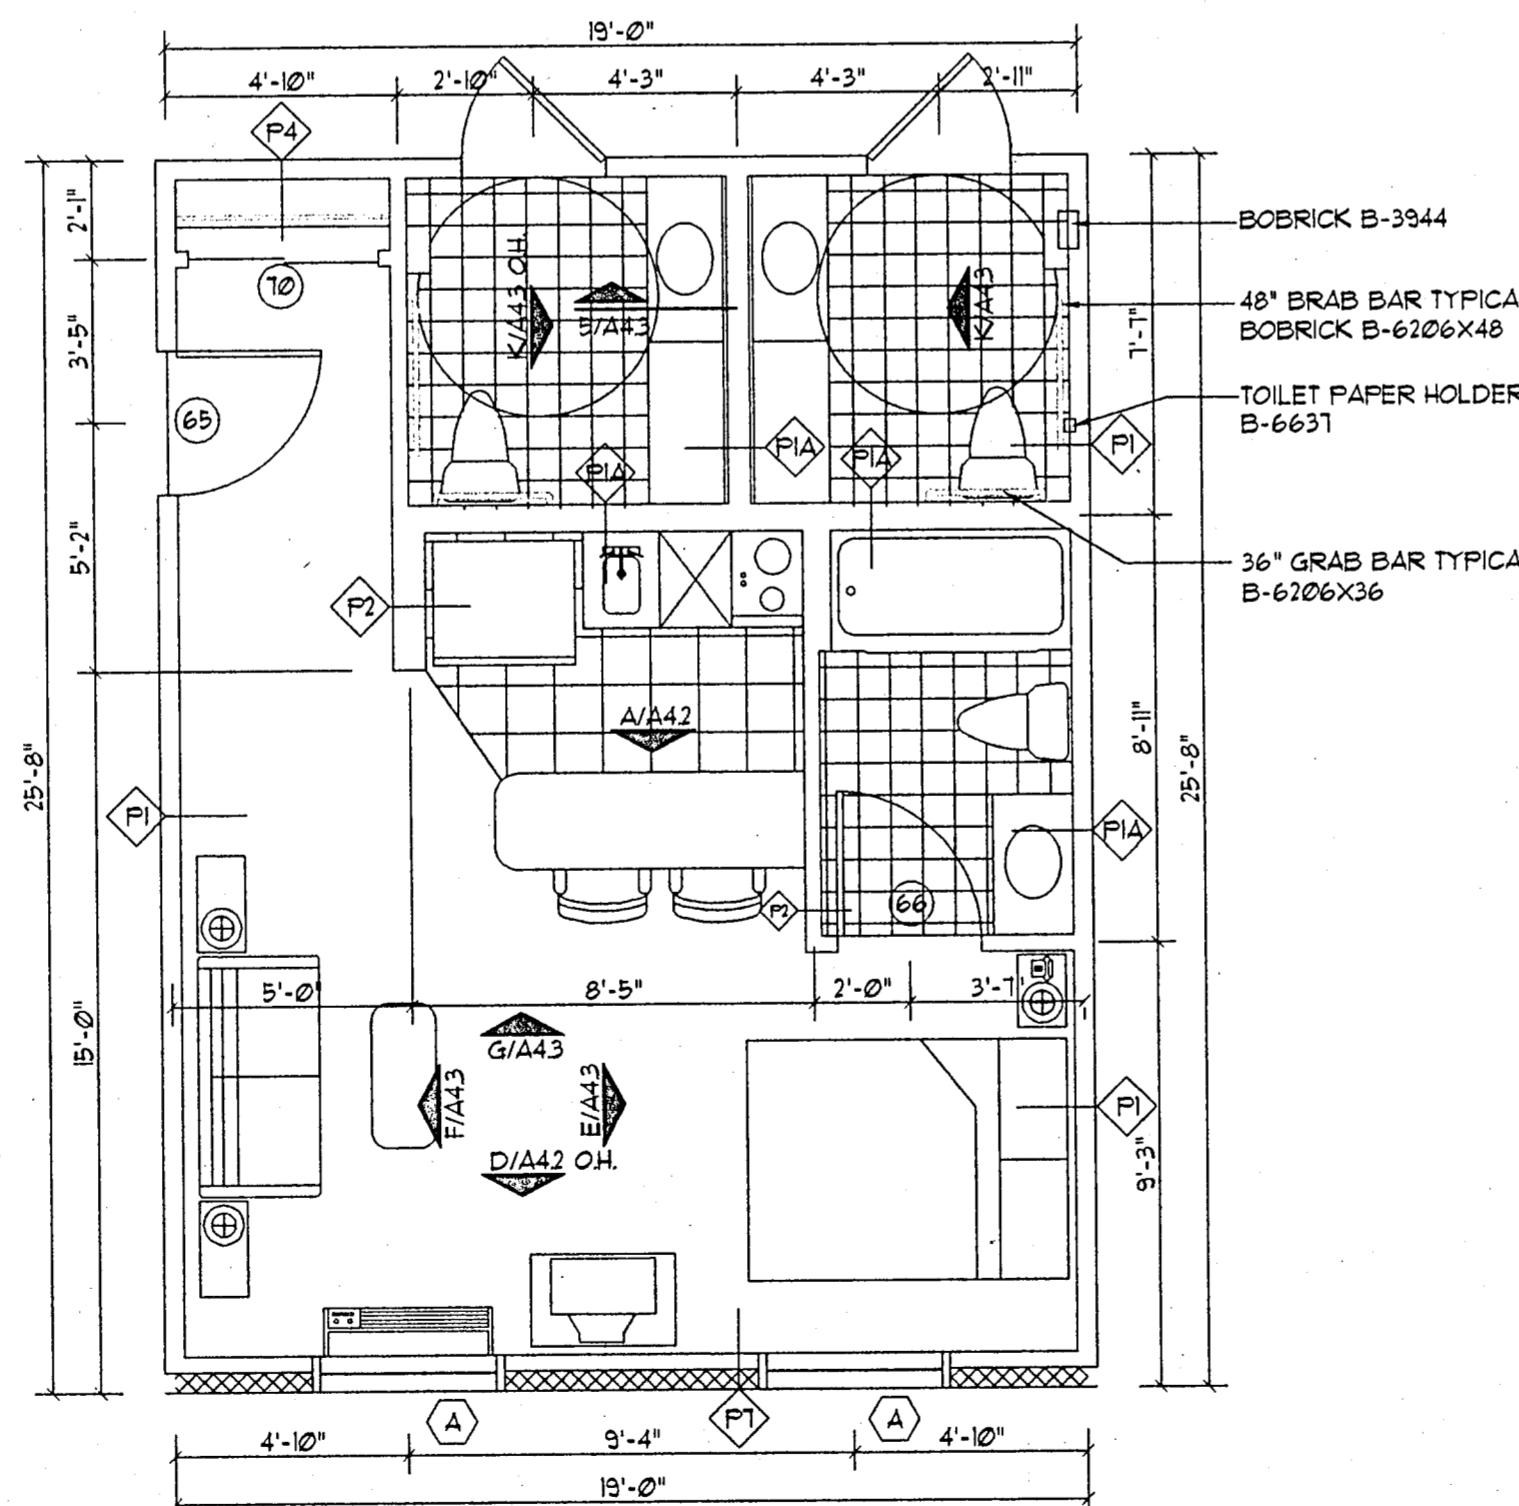 19'-0"
4'-10" 2'-10" 4'-3" 4'-3" 2'-11"
P4
2'-1"
70
3'-5"
65
5'-2"
25'-8"
15'-0"
K/A4.3 O.H.
5/A4.3
K/A4.3
P1A
P1A
P1A
P1
7'-7"
BOBRICK B-3944
48" BRAB BAR TYPICA
BOBRICK B-6206X48
TOILET PAPER HOLDER
B-6637
36" GRAB BAR TYPICA
B-6206X36
P2
A/A4.2
8'-11"
25'-8"
P1
P1A
P2
66
5'-0" 8'-5" 2'-0" 3'-7"
G/A4.3
F/A4.3
E/A4.3
D/A4.2 O.H.
P1
9'-3"
A
P7
A
4'-10" 9'-4" 4'-10"
19'-0"